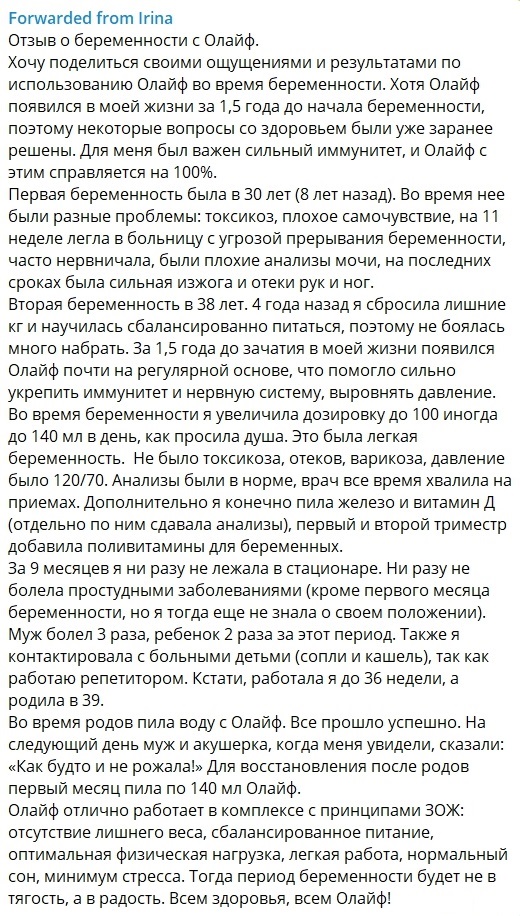 Forwarded from Irina
Отзыв о беременности с Олайф.
Хочу поделиться своими ощущениями и результатами по
использованию Олайф во время беременности. Хотя Олайф
появился в моей жизни за 1,5 года до начала беременности,
поэтому некоторые вопросы со здоровьем были уже заранее
решены. Для меня был важен сильный иммунитет, и Олайф с
этим справляется на 100%.
Первая беременность была в 30 лет (8 лет назад). Во время нее
были разные проблемы: токсикоз, плохое самочувствие, на 11
неделе легла в больницу с угрозой прерывания беременности,
часто нервничала, были плохие анализы мочи, на последних
сроках была сильная изжога и отеки рук и ног.
Вторая беременность в 38 лет. 4 года назад я сбросила лишние
кг и научилась сбалансированно питаться, поэтому не боялась
много набрать. За 1,5 года до зачатия в моей жизни появился
Олайф почти на регулярной основе, что помогло сильно
укрепить иммунитет и нервную систему, выровнять давление.
Во время беременности я увеличила дозировку до 100 иногда
до 140 мл в день, как просила душа. Это была легкая
беременность.  Не было токсикоза, отеков, варикоза, давление
было 120/70. Анализы были в норме, врач все время хвалила на
приемах. Дополнительно я конечно пила железо и витамин Д
(отдельно по ним сдавала анализы), первый и второй триместр
добавила поливитамины для беременных.
За 9 месяцев я ни разу не лежала в стационаре. Ни разу не
болела простудными заболеваниями (кроме первого месяца
беременности, но я тогда еще не знала о своем положении).
Муж болел 3 раза, ребенок 2 раза за этот период. Также я
контактировала с больными детьми (сопли и кашель), так как
работаю репетитором. Кстати, работала я до 36 недели, а
родила в 39.
Во время родов пила воду с Олайф. Все прошло успешно. На
следующий день муж и акушерка, когда меня увидели, сказали:
«Как будто и не рожала!» Для восстановления после родов
первый месяц пила по 140 мл Олайф.
Олайф отлично работает в комплексе с принципами ЗОЖ:
отсутствие лишнего веса, сбалансированное питание,
оптимальная физическая нагрузка, легкая работа, нормальный
сон, минимум стресса. Тогда период беременности будет не в
тягость, а в радость. Всем здоровья, всем Олайф!